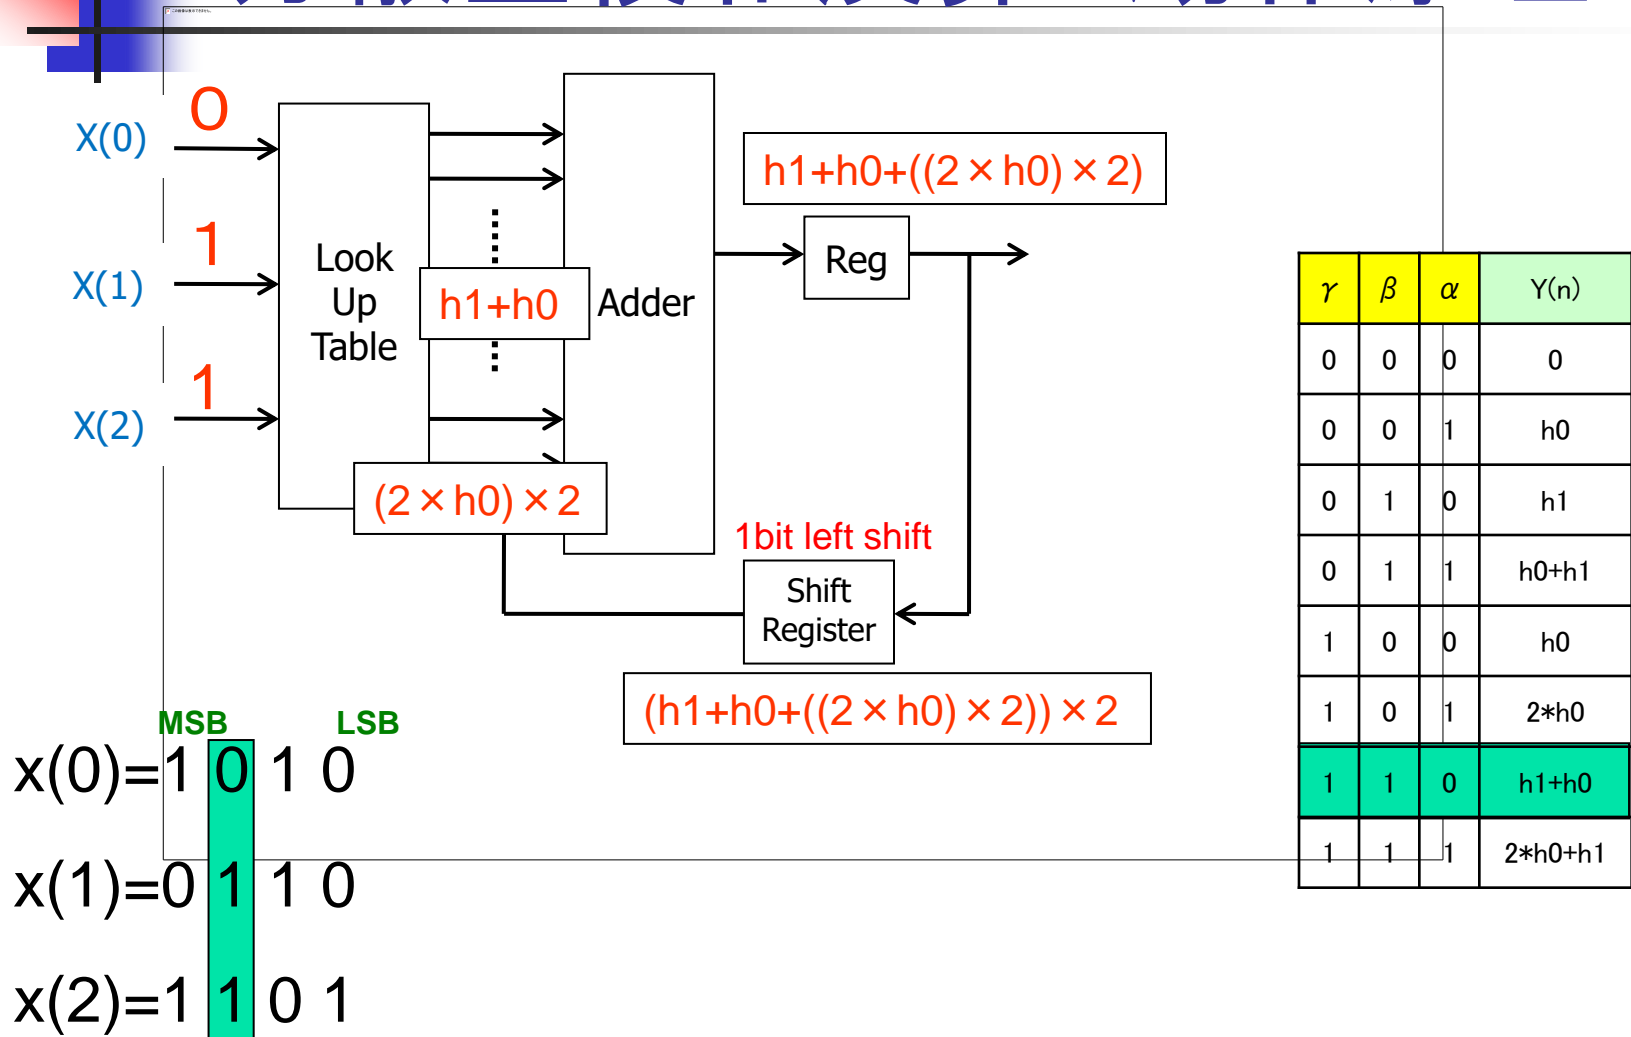 X(0)
0
X(1)
1
X(2)
1
Look
Up
Table
h1+h0
Adder
(2×h0)×2
h1+h0+((2×h0)×2)
Reg
1bit left shift
Shift
Register
(h1+h0+((2×h0)×2))×2
MSB LSB
x(0)=1 0 1 0
x(1)=0 1 1 0
x(2)=1 1 0 1
γ β α Y(n)
0 0 0 0
0 0 1 h0
0 1 0 h1
0 1 1 h0+h1
1 0 0 h0
1 0 1 2*h0
1 1 0 h1+h0
1 1 1 2*h0+h1